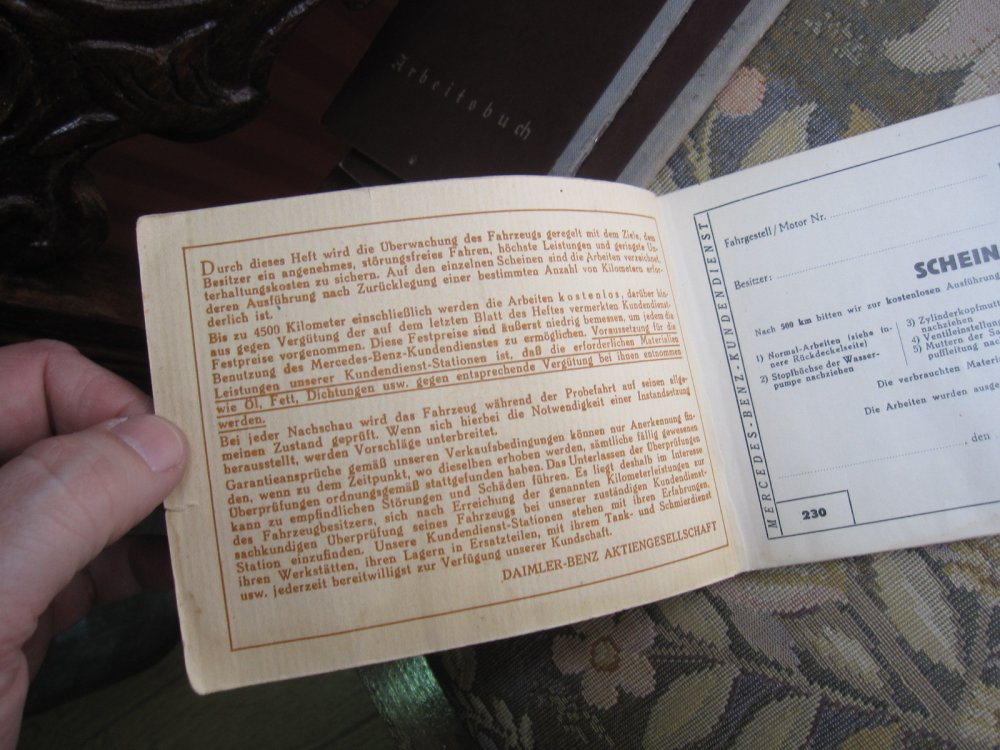 Arbeitsbuch
Durch dieses Heft wird die Überwachung des Fahrzeugs geregelt mit dem Ziele, dem
Besitzer ein angenehmes, störungsfreies Fahren, höchste Leistungen und geringste Un-
terhaltungskosten zu sichern. Auf den einzelnen Scheinen sind die Arbeiten verzeichnet,
deren Ausführung nach Zurücklegung einer bestimmten Anzahl von Kilometern erfor-
derlich ist.
Bis zu 4500 Kilometer einschließlich werden die Arbeiten kostenlos, darüber hin-
aus gegen Vergütung der auf dem letzten Blatt des Heftes vermerkten Kundendienst-
Festpreise vorgenommen. Diese Festpreise sind äußerst niedrig bemessen, um jedem die
Benutzung des Mercedes-Benz-Kundendienstes zu ermöglichen. Voraussetzung für die
Leistungen unserer Kundendienst-Stationen ist, daß die erforderlichen Materialien
wie Öl, Fett, Dichtungen usw. gegen entsprechende Vergütung bei ihnen entnommen
werden.
Bei jeder Nachschau wird das Fahrzeug während der Probefahrt auf seinen allge-
meinen Zustand geprüft. Wenn sich hierbei die Notwendigkeit einer Instandsetzung
herausstellt, werden Vorschläge unterbreitet.
Garantieansprüche gemäß unseren Verkaufsbedingungen können nur Anerkennung fin-
den, wenn zu dem Zeitpunkt, wo dieselben erhoben werden, sämtliche fällig gewesenen
Überprüfungen ordnungsgemäß stattgefunden haben. Das Unterlassen der Überprüfungen
kann zu empfindlichen Störungen und Schäden führen. Es liegt deshalb im Interesse
des Fahrzeugbesitzers, sich nach Erreichung der genannten Kilometerleistungen zur
sachkundigen Überprüfung seines Fahrzeugs bei unserer zuständigen Kundendienst-
Station einzufinden. Unsere Kundendienst-Stationen stehen mit ihren Erfahrungen,
ihren Werkstätten, ihren Lagern in Ersatzteilen, mit ihrem Tank- und Schmierdienst
usw. jederzeit bereitwilligst zur Verfügung unserer Kundschaft.
DAIMLER-BENZ AKTIENGESELLSCHAFT
MERCEDES-BENZ-KUNDENDIENST
Fahrgestell/Motor Nr.
Besitzer:
SCHEIN
Nach 500 km bitten wir zur kostenlosen Ausführung
1) Normal-Arbeiten (siehe in-
nere Rückdeckelseite)
2) Stopfbüchse der Wasser-
pumpe nachziehen
3) Zylinderkopfmut
nachziehen
4) Ventileinstellung
5) Muttern der
puffleitung nach
Die verbrauchten Mater
Die Arbeiten wurden ausge
, den
230